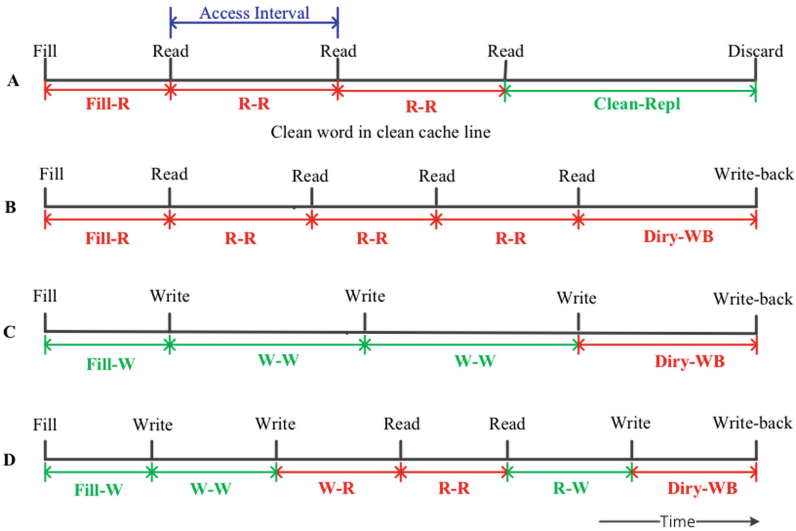 Access Interval
Fill Read Read Read Discard
A
Fill-R R-R R-R Clean-Repl
Clean word in clean cache line
Fill Read Read Read Read Write-back
B
Fill-R R-R R-R R-R Diry-WB
Fill Write Write Write Write-back
C
Fill-W W-W W-W Diry-WB
Fill Write Write Read Read Write Write-back
D
Fill-W W-W W-R R-R R-W Diry-WB
Time